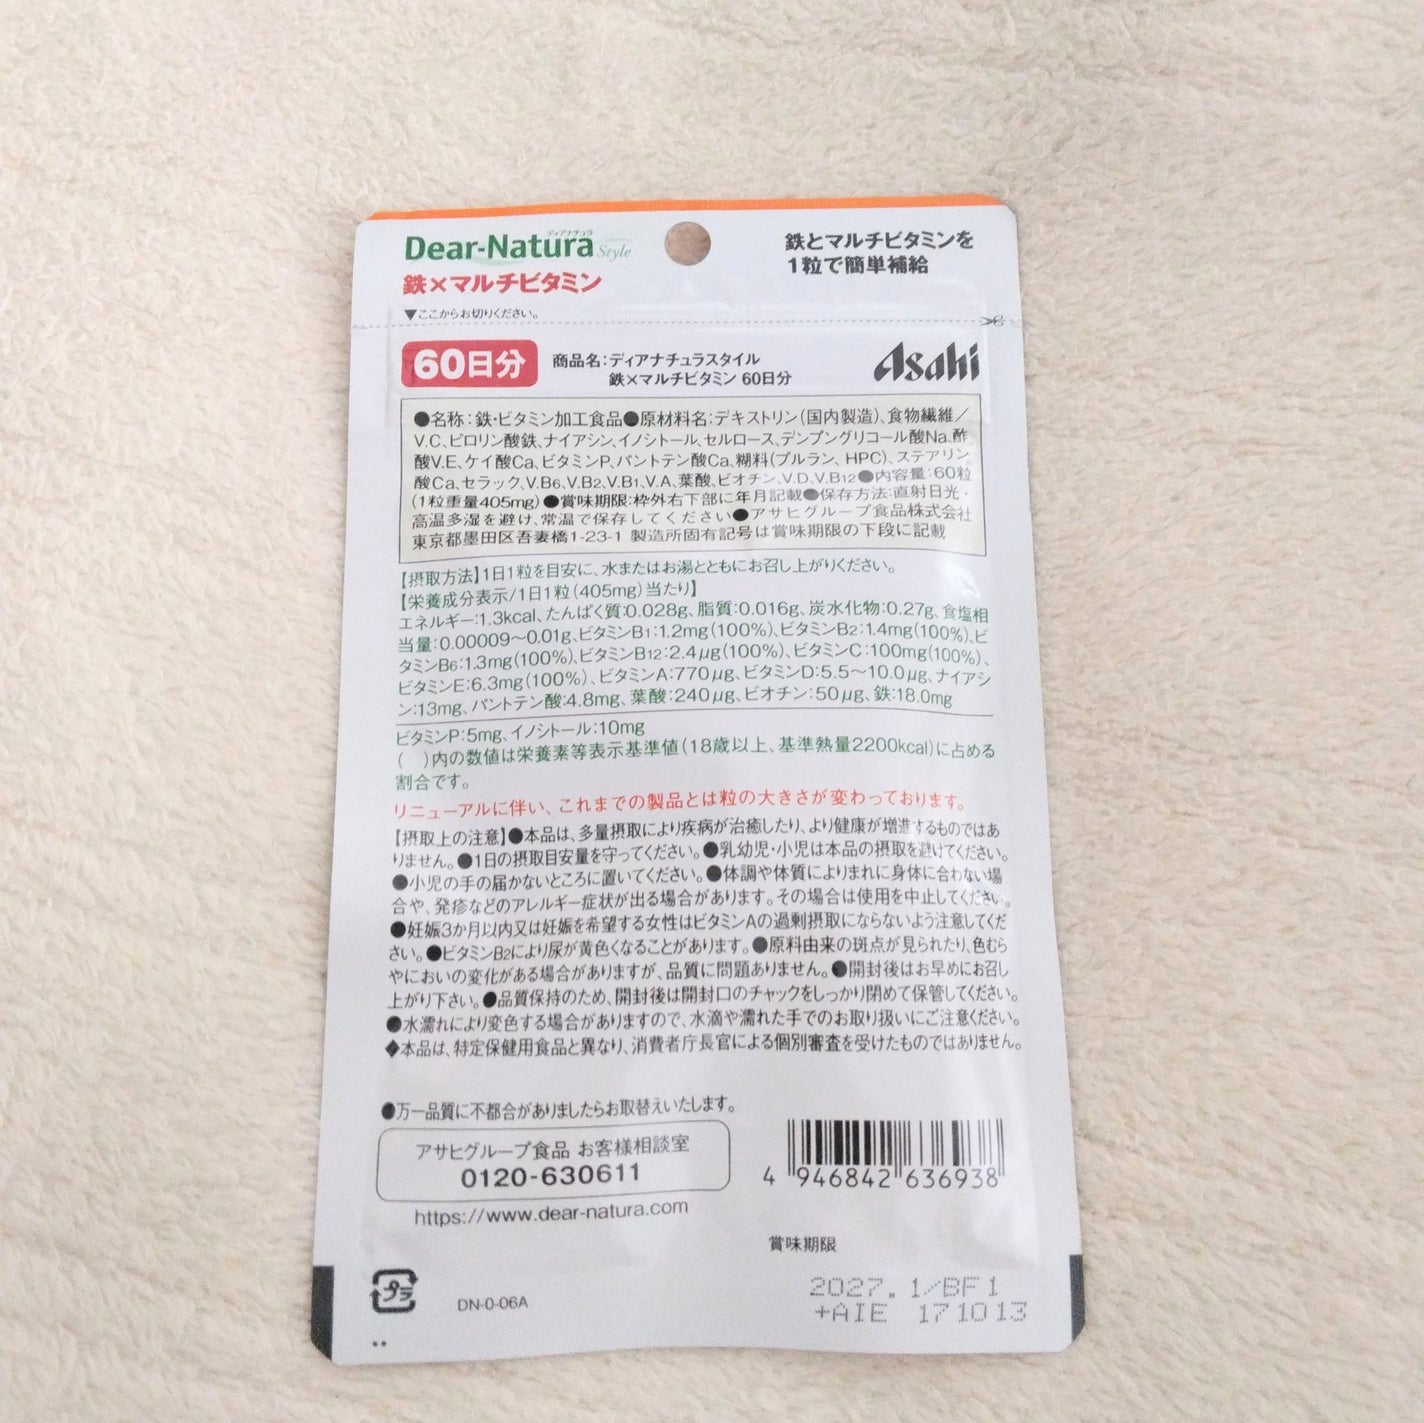 ディアナチュラ
Dear-Natura Style
鉄×マルチビタミン
鉄とマルチビタミンを
1粒で簡単補給
▼ここからお切りください。
60日分
商品名:ディアナチュラスタイル
鉄×マルチビタミン 60日分
Asahi
●名称:鉄・ビタミン加工食品●原材料名:デキストリン(国内製造)、食物繊維/
V.C、ピロリン酸鉄、ナイアシン、イノシトール、セルロース、デンプングリコール酸Na、酢
酸V.E、ケイ酸Ca、ビタミンP、パントテン酸Ca、糊料(プルラン、HPC)、ステアリン
酸Ca、セラック、V.B6、V.B2、V.B1、V.A、葉酸、ビオチン、V.D、V.B12●内容量:60粒
(1粒重量405mg)●賞味期限:枠外右下部に年月記載●保存方法:直射日光・
高温多湿を避け、常温で保存してください●アサヒグループ食品株式会社
東京都墨田区吾妻橋1-23-1 製造所固有記号は賞味期限の下段に記載
【摂取方法】1日1粒を目安に、水またはお湯とともにお召し上がりください。
【栄養成分表示/1日1粒(405mg)当たり】
エネルギー:1.3kcal、たんぱく質:0.028g、脂質:0.016g、炭水化物:0.27g、食塩相
当量:0.00009～0.01g、ビタミンB1:1.2mg(100%)、ビタミンB2:1.4mg(100%)、ビ
タミンB6:1.3mg(100%)、ビタミンB12:2.4μg(100%)、ビタミンC:100mg(100%)、
ビタミンE:6.3mg(100%)、ビタミンA:770μg、ビタミンD:5.5～10.0μg、ナイアシ
ン:13mg、パントテン酸:4.8mg、葉酸:240μg、ビオチン:50μg、鉄:18.0mg
ビタミンP:5mg、イノシトール:10mg
( )内の数値は栄養素等表示基準値(18歳以上、基準熱量2200kcal)に占める
割合です。
リニューアルに伴い、これまでの製品とは粒の大きさが変わっております。
【摂取上の注意】●本品は、多量摂取により疾病が治癒したり、より健康が増進するものではあ
りません。●1日の摂取目安量を守ってください。●乳幼児・小児は本品の摂取を避けてください。
●小児の手の届かないところに置いてください。●体調や体質によりまれに身体に合わない場
合や、発疹などのアレルギー症状が出る場合があります。その場合は使用を中止してください。
●妊娠3か月以内又は妊娠を希望する女性はビタミンAの過剰摂取にならないよう注意してくだ
さい。●ビタミンB2により尿が黄色くなることがあります。●原料由来の斑点が見られたり、色むら
やにおいの変化がある場合がありますが、品質に問題ありません。●開封後はお早めにお召し
上がり下さい。●品質保持のため、開封後は開封口のチャックをしっかり閉めて保管してください。
●水濡れにより変色する場合がありますので、水滴や濡れた手でのお取り扱いにご注意ください。
◆本品は、特定保健用食品と異なり、消費者庁長官による個別審査を受けたものではありません。
●万一品質に不都合がありましたらお取替えいたします。
アサヒグループ食品 お客様相談室
0120-630611
https://www.dear-natura.com
4 946842 636938
賞味期限
2027. 1/BF1
+AIE 171013
プラ
DN-0-06A